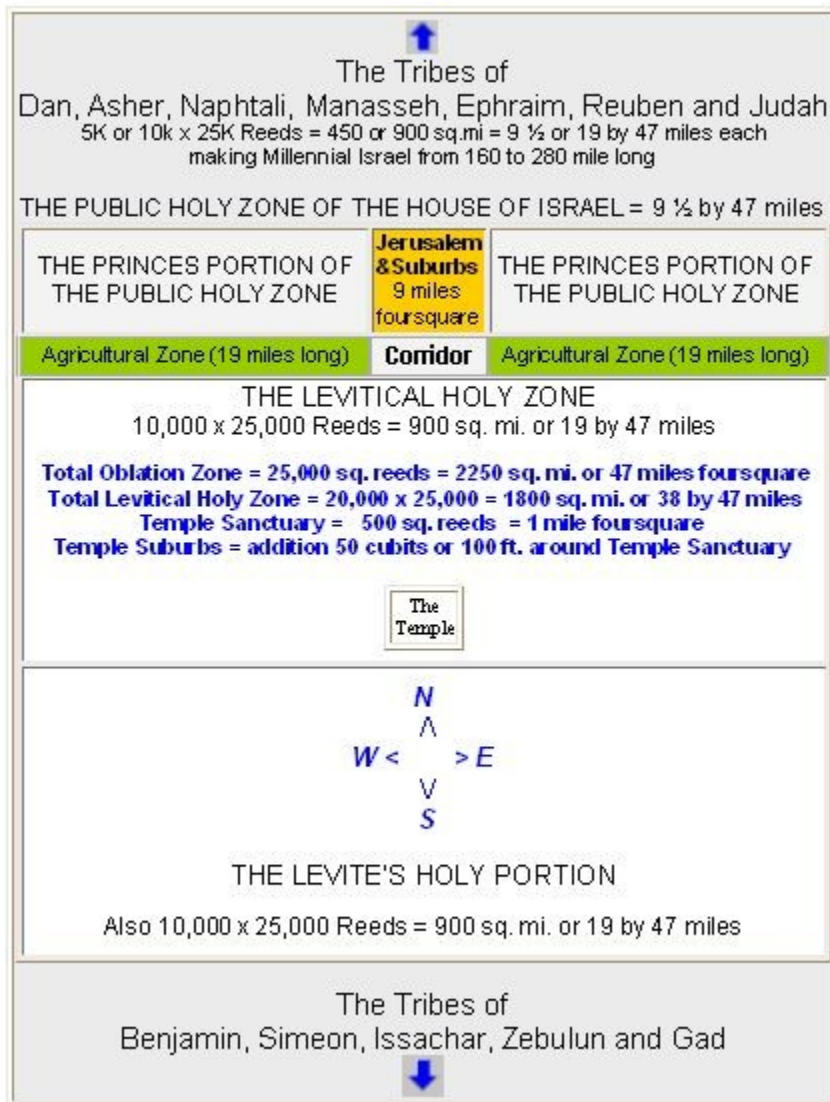 The Tribes of
Dan, Asher, Naphtali, Manasseh, Ephraim, Reuben and Judah
5K or 10k x 25K Reeds = 450 or 900 sq.mi = 9 ½ or 19 by 47 miles each
making Millennial Israel from 160 to 280 mile long
THE PUBLIC HOLY ZONE OF THE HOUSE OF ISRAEL = 9 ½ by 47 miles
THE PRINCES PORTION OF
THE PUBLIC HOLY ZONE
Jerusalem
&Suburbs
9 miles
foursquare
THE PRINCES PORTION OF
THE PUBLIC HOLY ZONE
Agricultural Zone (19 miles long)
Corridor
Agricultural Zone (19 miles long)
THE LEVITICAL HOLY ZONE
10,000 x 25,000 Reeds = 900 sq. mi. or 19 by 47 miles
Total Oblation Zone = 25,000 sq. reeds = 2250 sq. mi. or 47 miles foursquare
Total Levitical Holy Zone = 20,000 x 25,000 = 1800 sq. mi. or 38 by 47 miles
Temple Sanctuary = 500 sq. reeds = 1 mile foursquare
Temple Suburbs = addition 50 cubits or 100 ft. around Temple Sanctuary
The
Temple
N
W < > E
S
THE LEVITE'S HOLY PORTION
Also 10,000 x 25,000 Reeds = 900 sq. mi. or 19 by 47 miles
The Tribes of
Benjamin, Simeon, Issachar, Zebulun and Gad